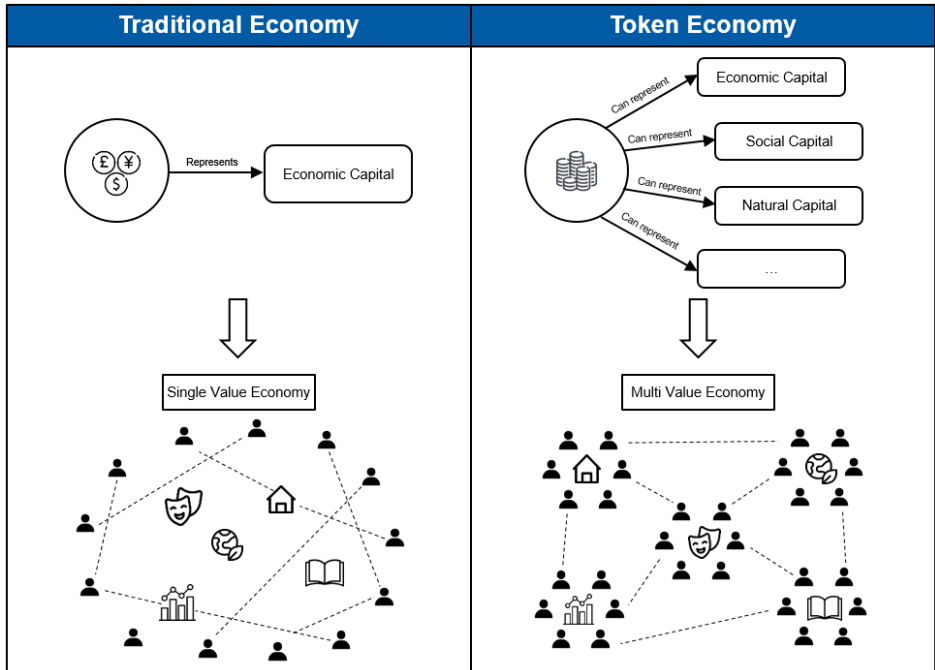 Traditional Economy
Token Economy
£ ¥
$
Represents
Economic Capital
Single Value Economy
Can represent
Economic Capital
Can represent
Social Capital
Can represent
Natural Capital
Can represent
...
Multi Value Economy